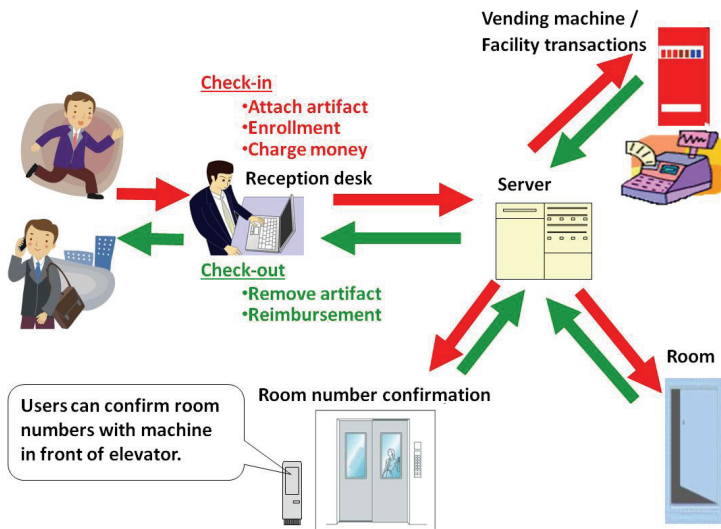 Vending machine /
Facility transactions
Check-in
•Attach artifact
•Enrollment
•Charge money
Reception desk
Server
Check-out
•Remove artifact
•Reimbursement
Room
Room number confirmation
Users can confirm room
numbers with machine
in front of elevator.